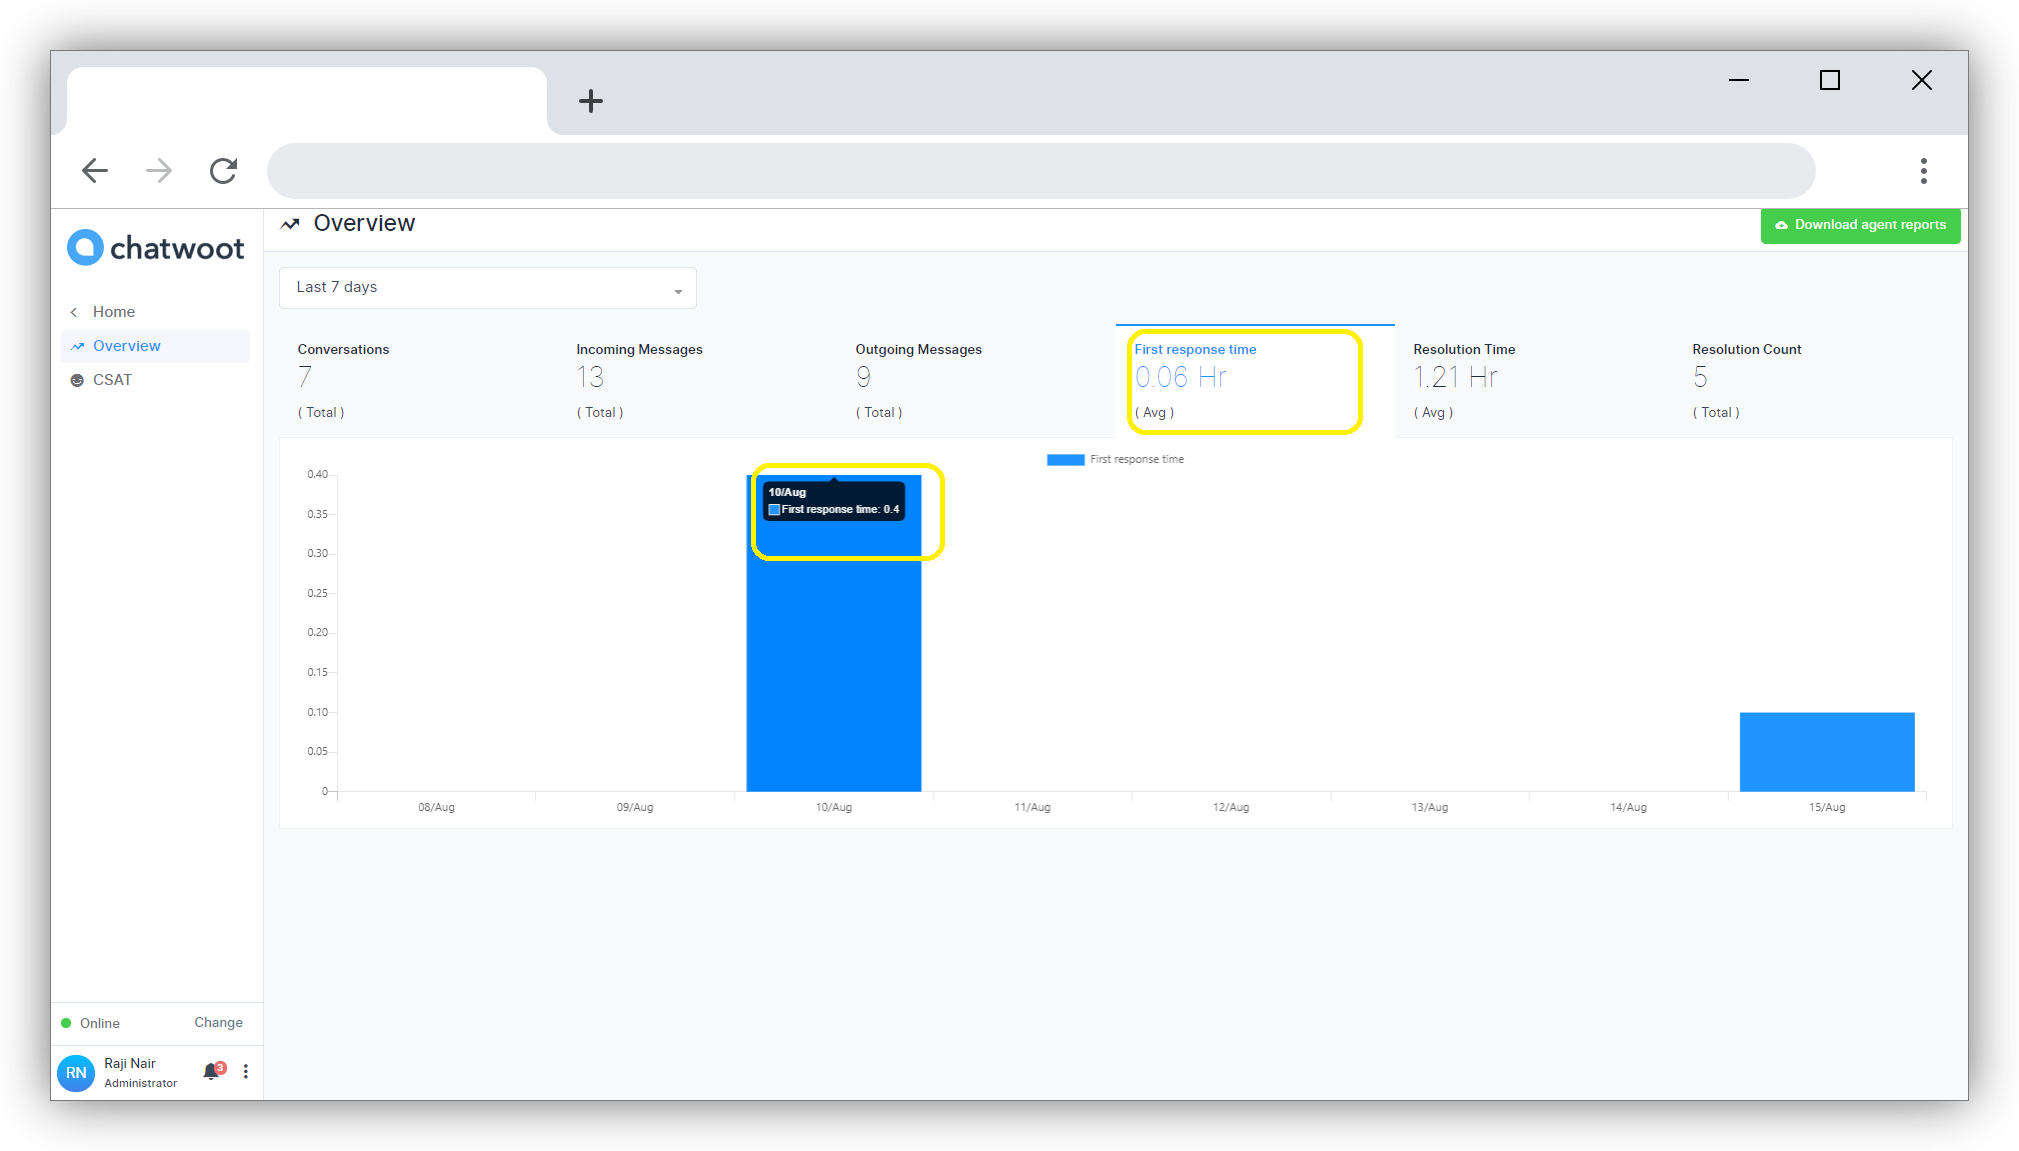 chatwoot
Overview
Download agent reports
Home
Overview
CSAT
Last 7 days
Conversations
7
( Total )
Incoming Messages
13
( Total )
Outgoing Messages
9
( Total )
First response time
0.06 Hr
( Avg )
Resolution Time
1.21 Hr
( Avg )
Resolution Count
5
( Total )
First response time
0.40
0.35
0.30
0.25
0.20
0.15
0.10
0.05
0
10/Aug
First response time: 0.4
08/Aug
09/Aug
10/Aug
11/Aug
12/Aug
13/Aug
14/Aug
15/Aug
Online
Change
RN
Raji Nair
Administrator
3